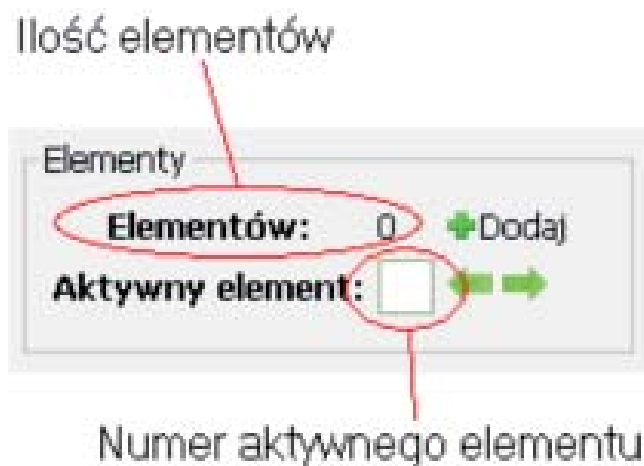 Ilość elementów
Elementy
Elementów: 0 Dodaj
Aktywny element:
Numer aktywnego elementu